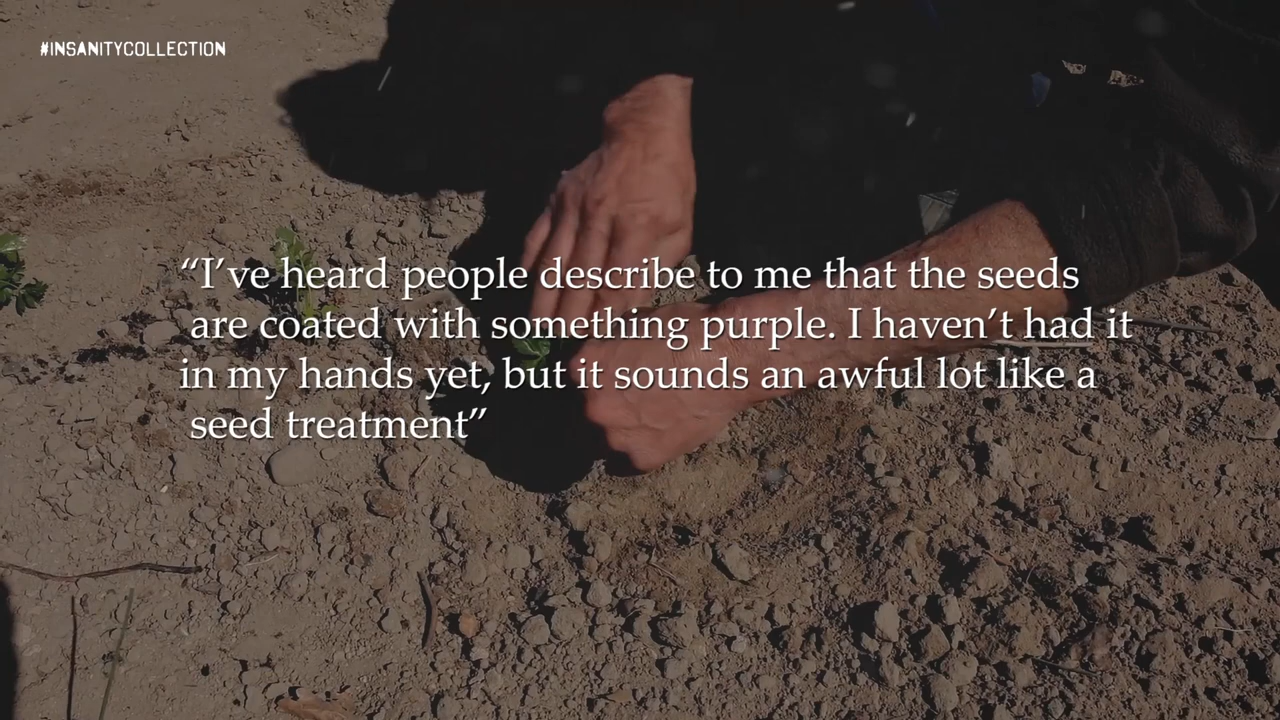 #INSANITYCOLLECTION
“I’ve heard people describe to me that the seeds
are coated with something purple. I haven’t had it
in my hands yet, but it sounds an awful lot like a
seed treatment”